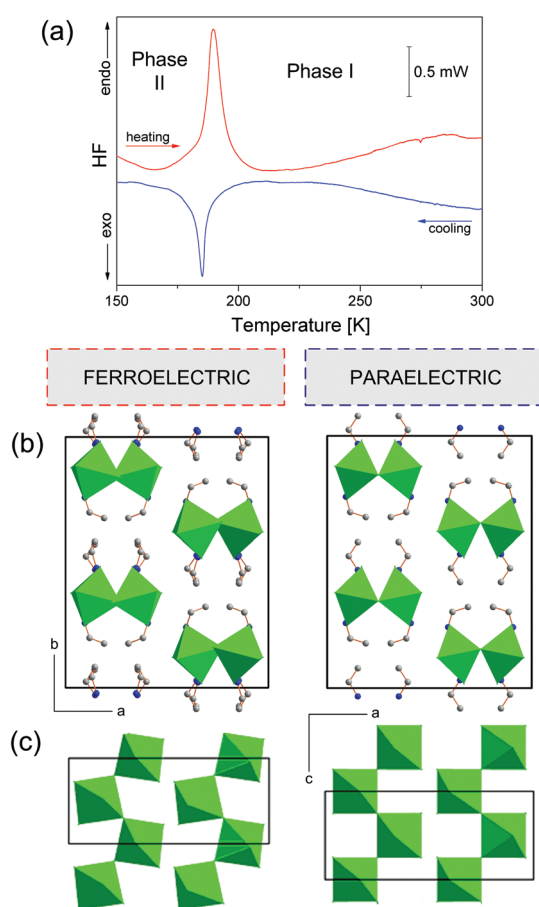 (a)
endo
HF
exo
Phase
II
Phase I
0.5 mW
heating
cooling
150
200
250
300
Temperature [K]
FERROELECTRIC
PARAELECTRIC
(b)
b
a
(c)
a
c